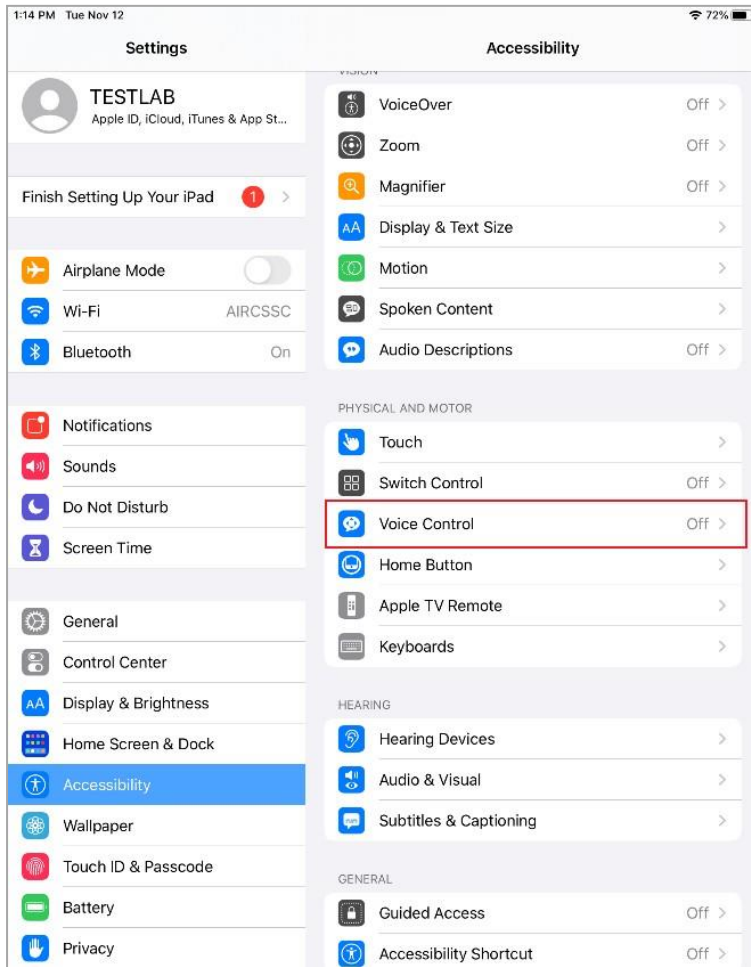 1:14 PM Tue Nov 12
72%
Settings
TESTLAB
Apple ID, iCloud, iTunes & App St...
Finish Setting Up Your iPad 1
Airplane Mode
Wi-Fi AIRCSSC
Bluetooth On
Notifications
Sounds
Do Not Disturb
Screen Time
General
Control Center
AA Display & Brightness
Home Screen & Dock
Accessibility
Wallpaper
Touch ID & Passcode
Battery
Privacy
Accessibility
VISION
VoiceOver Off
Zoom Off
Magnifier Off
AA Display & Text Size
Motion
Spoken Content
Audio Descriptions Off
PHYSICAL AND MOTOR
Touch
Switch Control Off
Voice Control Off
Home Button
Apple TV Remote
Keyboards
HEARING
Hearing Devices
Audio & Visual
Subtitles & Captioning
GENERAL
Guided Access Off
Accessibility Shortcut Off